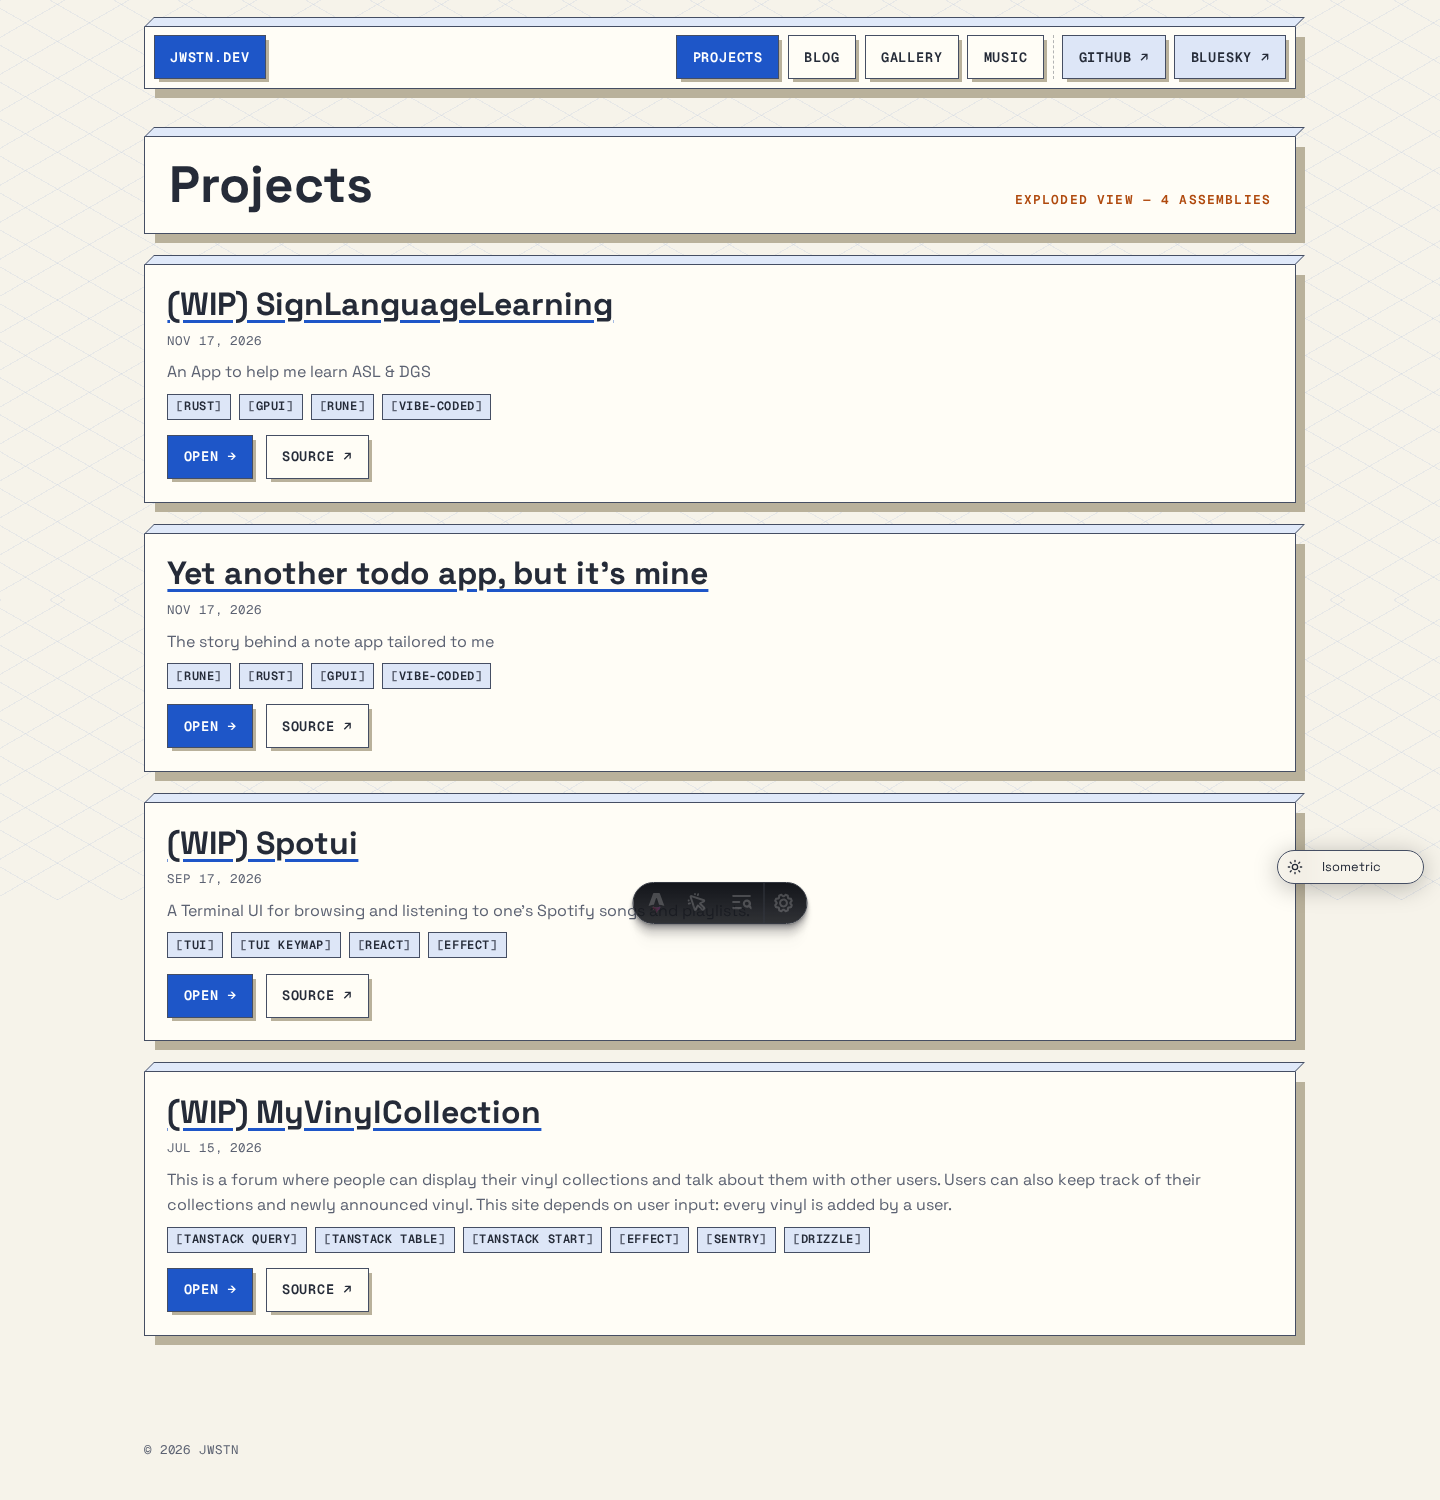 JWSTN.DEV PROJECTS BLOG GALLERY MUSIC GITHUB ↗ BLUESKY ↗
Projects
EXPLODED VIEW — 4 ASSEMBLIES
(WIP) SignLanguageLearning
NOV 17, 2026
An App to help me learn ASL & DGS
[RUST] [GPUI] [RUNE] [VIBE-CODED]
OPEN → SOURCE ↗
Yet another todo app, but it’s mine
NOV 17, 2026
The story behind a note app tailored to me
[RUNE] [RUST] [GPUI] [VIBE-CODED]
OPEN → SOURCE ↗
(WIP) Spotui
SEP 17, 2026
A Terminal UI for browsing and listening to one’s Spotify songs and playlists.
[TUI] [TUI KEYMAP] [REACT] [EFFECT]
OPEN → SOURCE ↗
Isometric
(WIP) MyVinylCollection
JUL 15, 2026
This is a forum where people can display their vinyl collections and talk about them with other users. Users can also keep track of their
collections and newly announced vinyl. This site depends on user input: every vinyl is added by a user.
[TANSTACK QUERY] [TANSTACK TABLE] [TANSTACK START] [EFFECT] [SENTRY] [DRIZZLE]
OPEN → SOURCE ↗
© 2026 JWSTN